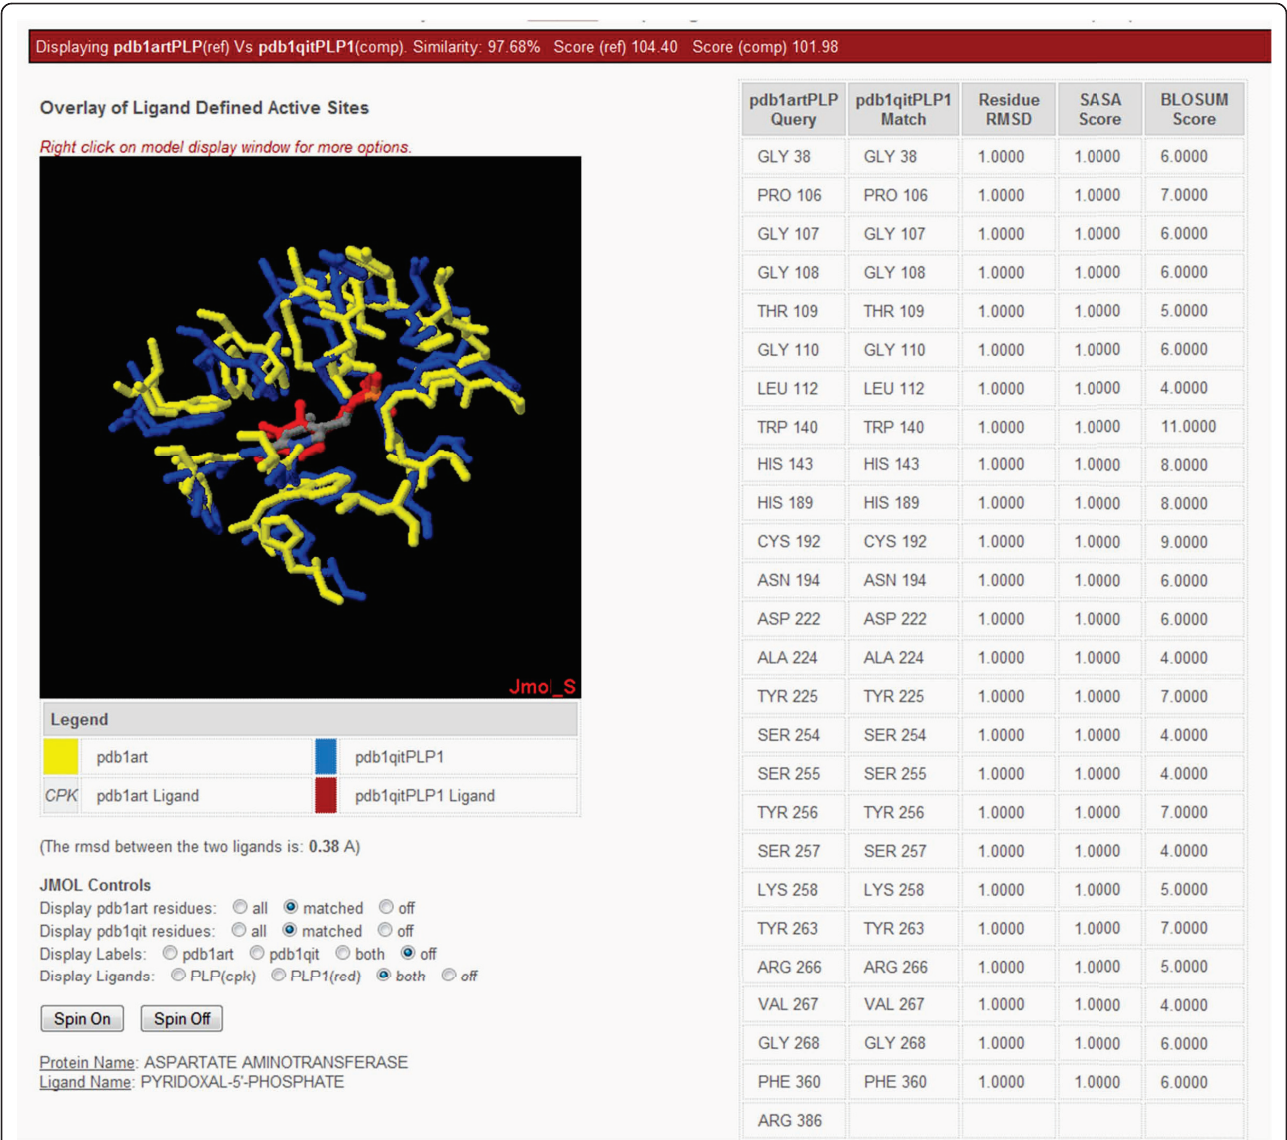 Displaying pdb1artPLP(ref) Vs pdb1qitPLP1(comp). Similarity: 97.68% Score (ref) 104.40 Score (comp) 101.98
Overlay of Ligand Defined Active Sites
Right click on model display window for more options.
Jmol_S
Legend
pdb1art pdb1qitPLP1
CPK pdb1art Ligand pdb1qitPLP1 Ligand
(The rmsd between the two ligands is: 0.38 A)
JMOL Controls
Display pdb1art residues: all matched off
Display pdb1qit residues: all matched off
Display Labels: pdb1art pdb1qit both off
Display Ligands: PLP(cpk) PLP1(red) both off
Spin On Spin Off
Protein Name: ASPARTATE AMINOTRANSFERASE
Ligand Name: PYRIDOXAL-5'-PHOSPHATE
pdb1artPLP pdb1qitPLP1 Residue SASA BLOSUM
Query Match RMSD Score Score
GLY 38 GLY 38 1.0000 1.0000 6.0000
PRO 106 PRO 106 1.0000 1.0000 7.0000
GLY 107 GLY 107 1.0000 1.0000 6.0000
GLY 108 GLY 108 1.0000 1.0000 6.0000
THR 109 THR 109 1.0000 1.0000 5.0000
GLY 110 GLY 110 1.0000 1.0000 6.0000
LEU 112 LEU 112 1.0000 1.0000 4.0000
TRP 140 TRP 140 1.0000 1.0000 11.0000
HIS 143 HIS 143 1.0000 1.0000 8.0000
HIS 189 HIS 189 1.0000 1.0000 8.0000
CYS 192 CYS 192 1.0000 1.0000 9.0000
ASN 194 ASN 194 1.0000 1.0000 6.0000
ASP 222 ASP 222 1.0000 1.0000 6.0000
ALA 224 ALA 224 1.0000 1.0000 4.0000
TYR 225 TYR 225 1.0000 1.0000 7.0000
SER 254 SER 254 1.0000 1.0000 4.0000
SER 255 SER 255 1.0000 1.0000 4.0000
TYR 256 TYR 256 1.0000 1.0000 7.0000
SER 257 SER 257 1.0000 1.0000 4.0000
LYS 258 LYS 258 1.0000 1.0000 5.0000
TYR 263 TYR 263 1.0000 1.0000 7.0000
ARG 266 ARG 266 1.0000 1.0000 5.0000
VAL 267 VAL 267 1.0000 1.0000 4.0000
GLY 268 GLY 268 1.0000 1.0000 6.0000
PHE 360 PHE 360 1.0000 1.0000 6.0000
ARG 386